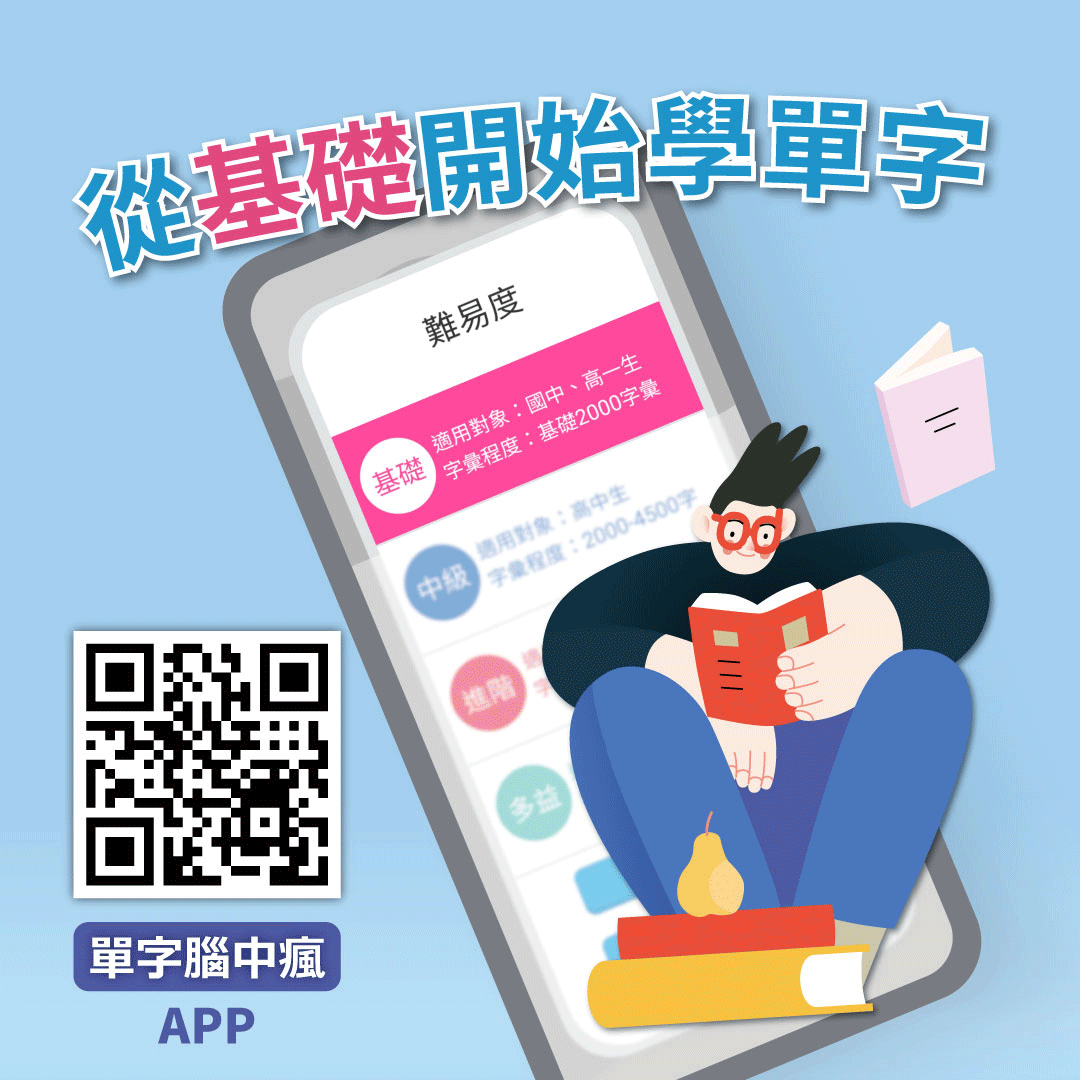 從基礎開始學單字
難易度
基礎
適用對象：國中、高一生
字彙程度：基礎2000字彙
中級
適用對象：高中生
字彙程度：2000-4500字
進階
適
字
多益
單字腦中瘋
APP